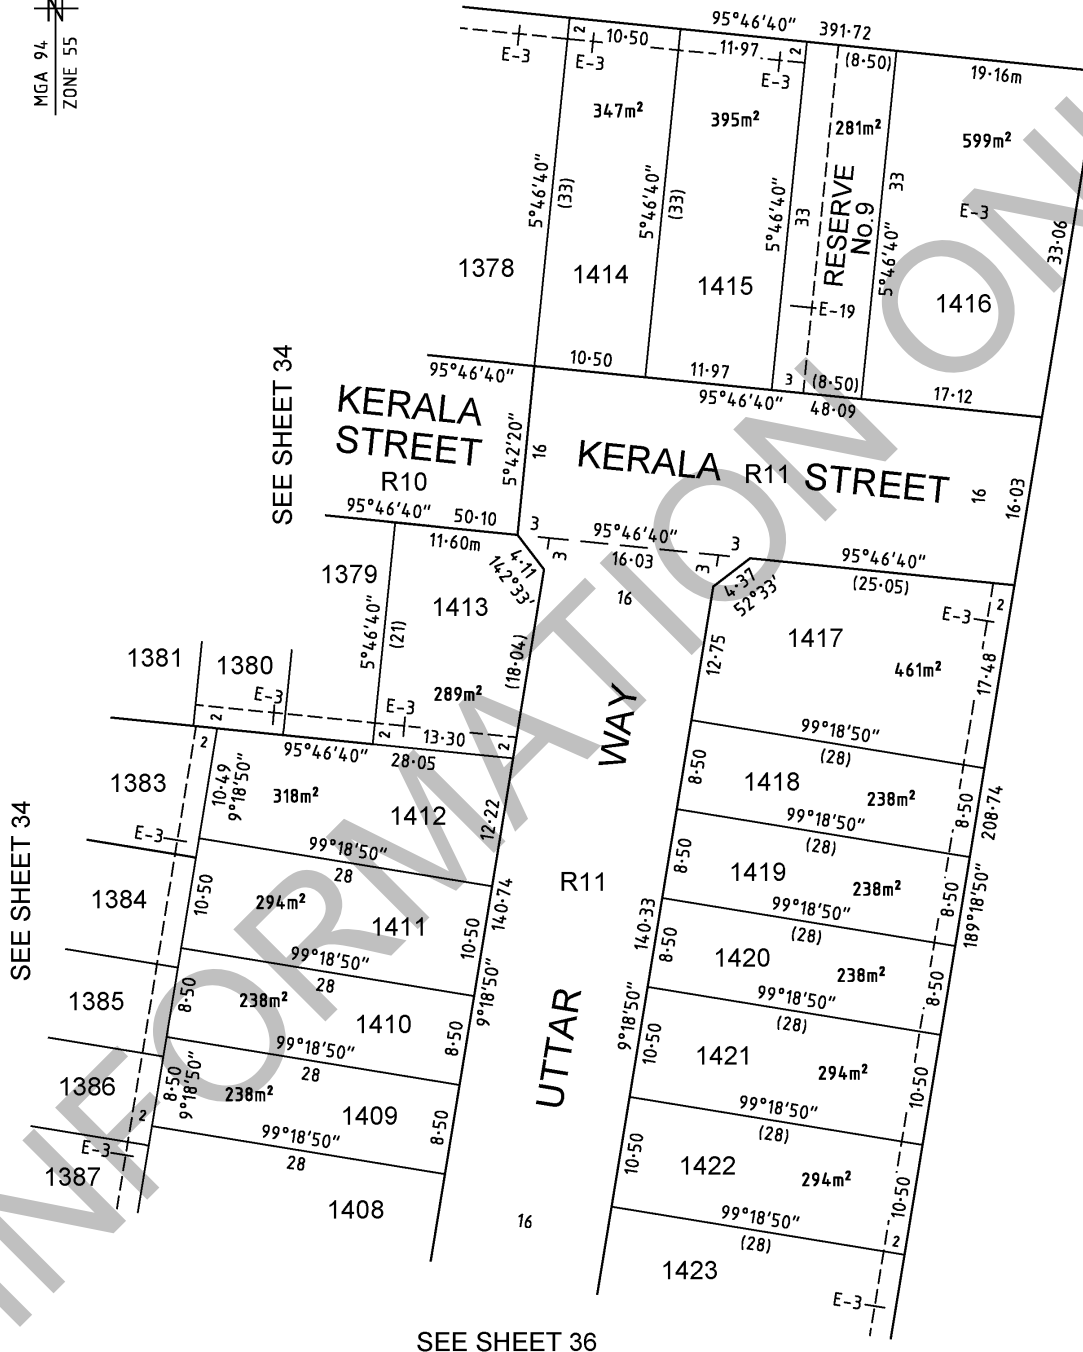 MGA 94
ZONE 55
95°46'40" 391·72
E-3
2
10·50
E-3
11·97
2
E-3
(8·50)
19·16m
347m²
395m²
281m²
599m²
5°46'40"
(33)
5°46'40"
(33)
5°46'40"
33
RESERVE
No.9
33
5°46'40"
E-3
33·06
1378
1414
1415
E-19
1416
SEE SHEET 34
95°46'40"
10·50
11·97
3
(8·50)
17·12
95°46'40" 48·09
KERALA
STREET
R10
5°42'20"
16
KERALA R11 STREET
16
16·03
95°46'40" 50·10
11·60m
3
3
95°46'40"
16·03
3
3
4·11
142°33'
4·37
52°33'
95°46'40"
(25·05)
16
1379
5°46'40"
(21)
1413
(18·04)
289m²
12·75
1417
E-3
2
461m²
17·48
1381
1380
E-3
2
E-3
2
13·30
2
95°46'40" 28·05
WAY
99°18'50"
(28)
1383
2
10·49
9°18'50"
318m²
1412
12·22
E-3
99°18'50"
28
8·50
1418
238m²
8·50
208·74
99°18'50"
(28)
SEE SHEET 34
1384
10·50
294m²
1411
10·50
140·74
99°18'50"
28
R11
8·50
1419
238m²
8·50
189°18'50"
99°18'50"
(28)
1385
8·50
238m²
1410
8·50
9°18'50"
99°18'50"
28
140·33
8·50
1420
238m²
8·50
99°18'50"
(28)
1386
8·50
9°18'50"
238m²
1409
8·50
2
99°18'50"
28
UTTAR
9°18'50"
10·50
1421
294m²
10·50
99°18'50"
(28)
E-3
1387
1408
16
10·50
1422
294m²
10·50
99°18'50"
(28)
2
1423
E-3
SEE SHEET 36
INFORMATION ON